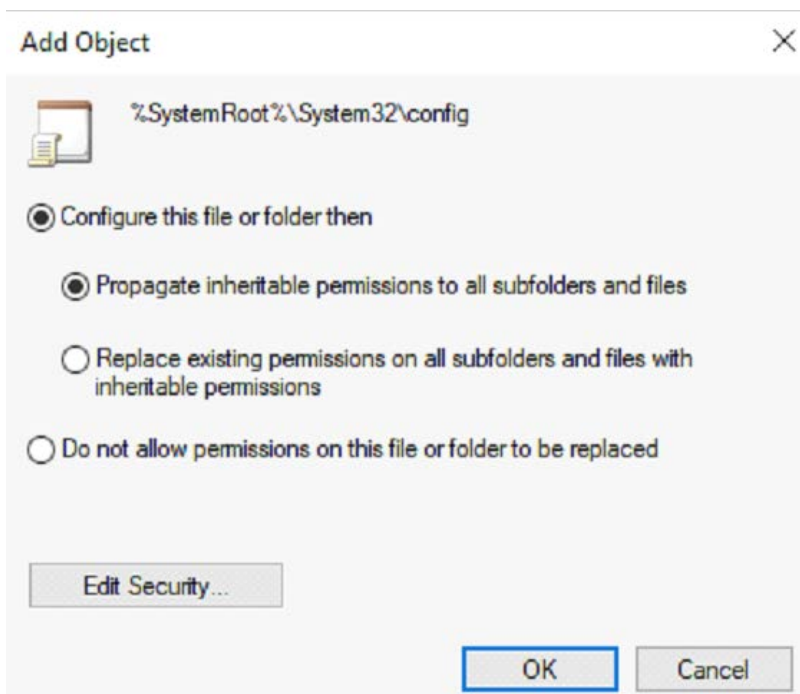 Add Object
%SystemRoot%\System32\config
Configure this file or folder then
Propagate inheritable permissions to all subfolders and files
Replace existing permissions on all subfolders and files with
inheritable permissions
Do not allow permissions on this file or folder to be replaced
Edit Security...
OK
Cancel